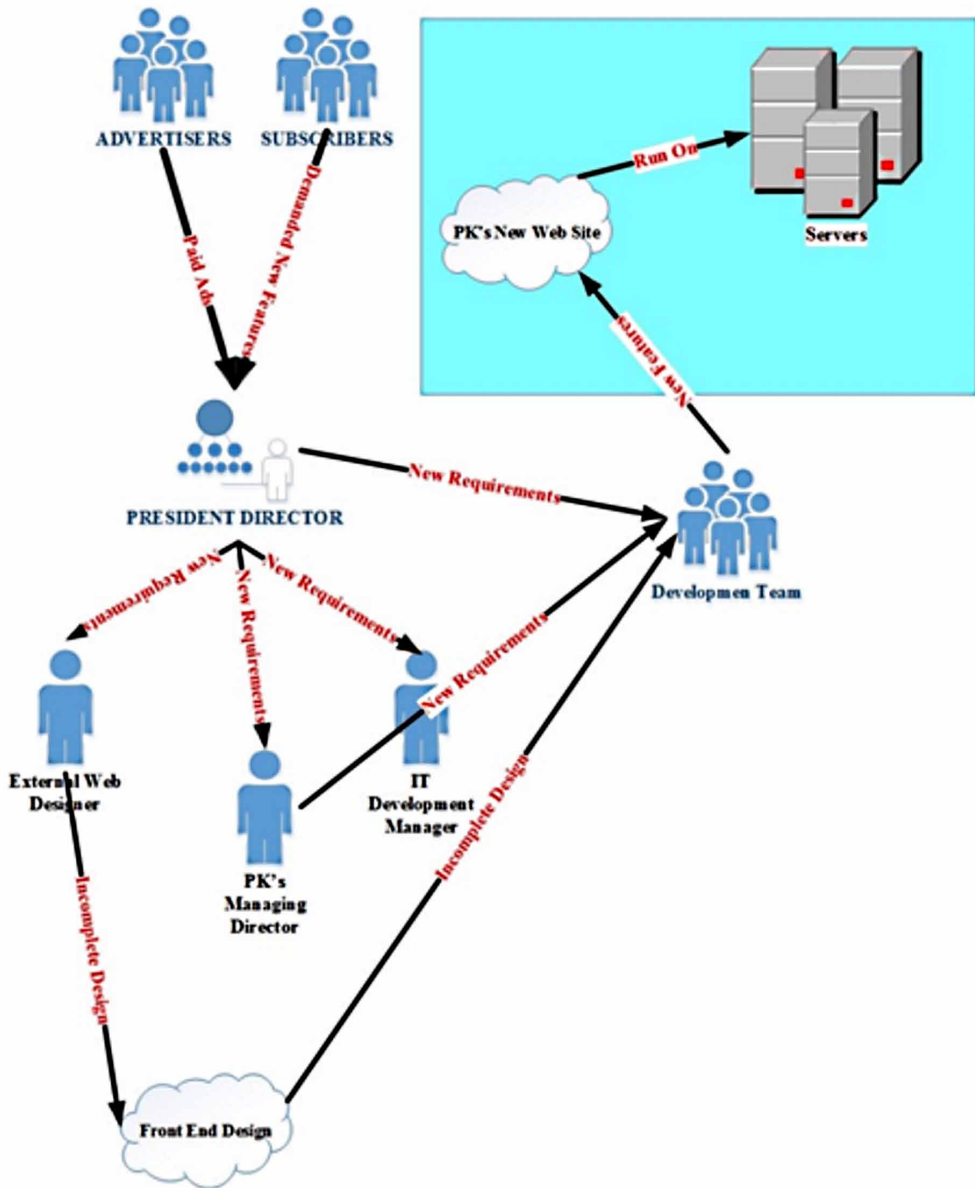 ADVERTISERS
SUBSCRIBERS
Run On
PK's New Web Site
Servers
Paid Ads
Demanded New Features
New Features
New Requirements
PRESIDENT DIRECTOR
Developmen Team
New Requirements
New Requirements
New Requirements
New Requirements
External Web
Designer
IT
Development
Manager
PK's
Managing
Director
Incomplete Design
Incomplete Design
Front End Design